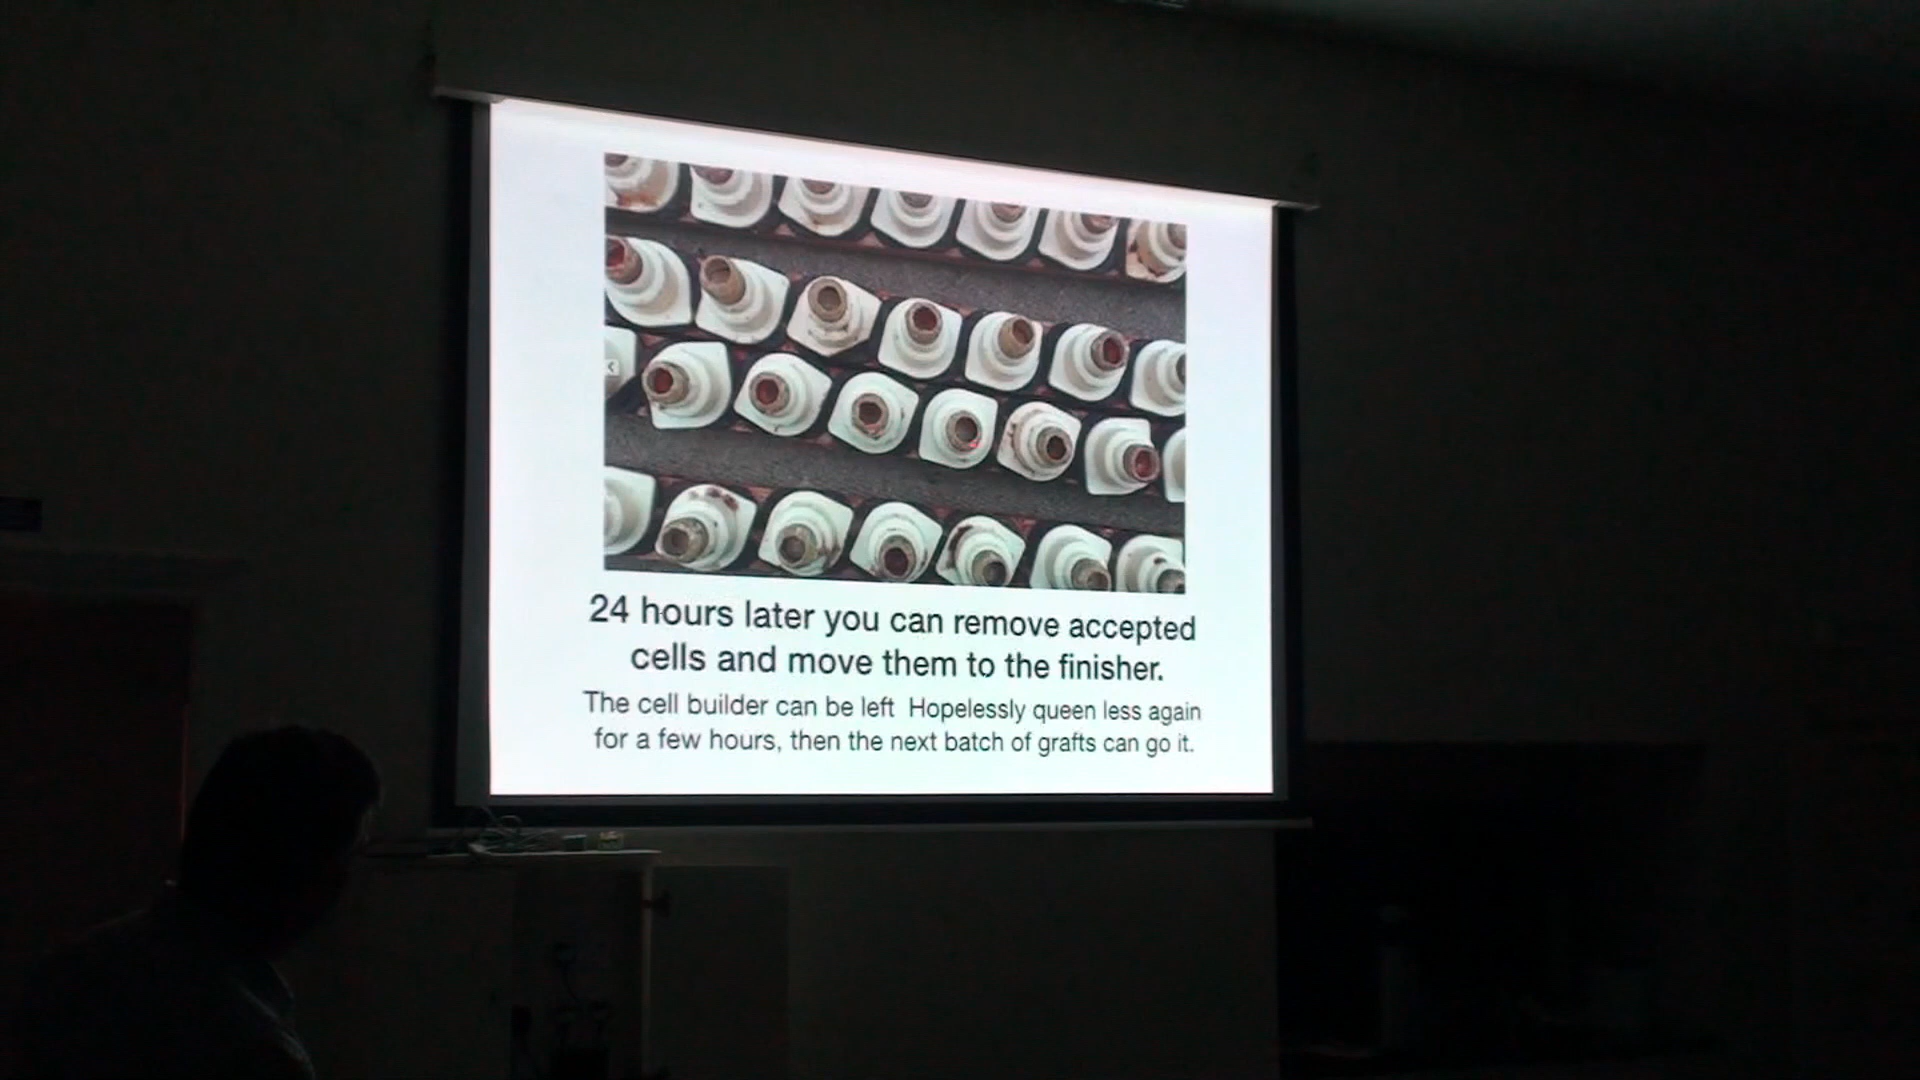 24 hours later you can remove accepted
cells and move them to the finisher.
The cell builder can be left Hopelessly queen less again
for a few hours, then the next batch of grafts can go it.